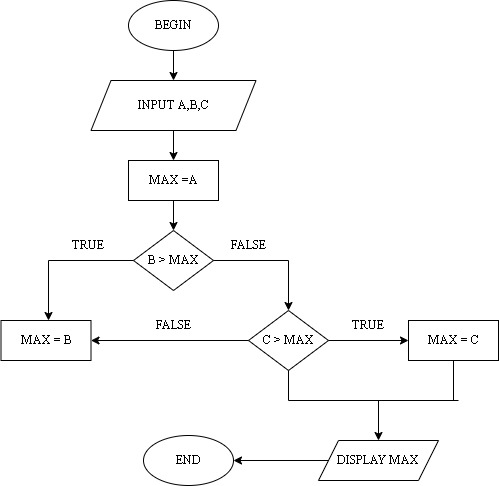 BEGIN
INPUT A,B,C
MAX =A
TRUE
B > MAX
FALSE
MAX = B
FALSE
C > MAX
TRUE
MAX = C
END
DISPLAY MAX